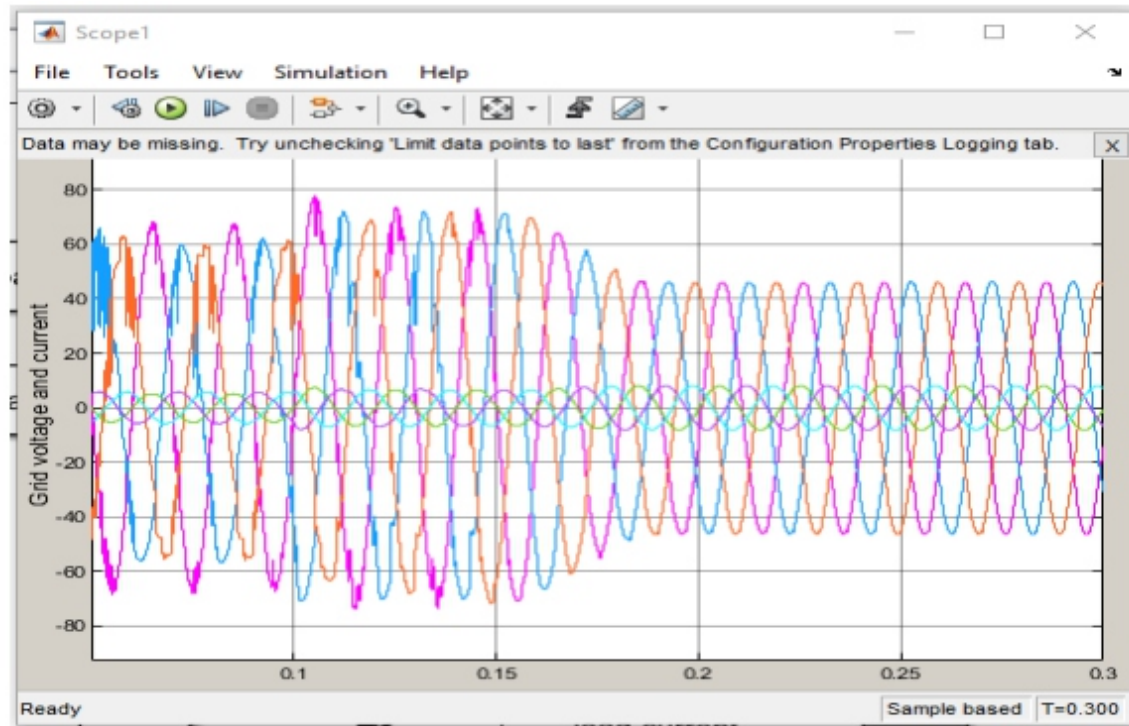 Scope1
File Tools View Simulation Help
Data may be missing. Try unchecking 'Limit data points to last' from the Configuration Properties Logging tab.
Grid voltage and current
80
60
40
20
0
-20
-40
-60
-80
0.1 0.15 0.2 0.25 0.3
Ready Sample based T=0.300